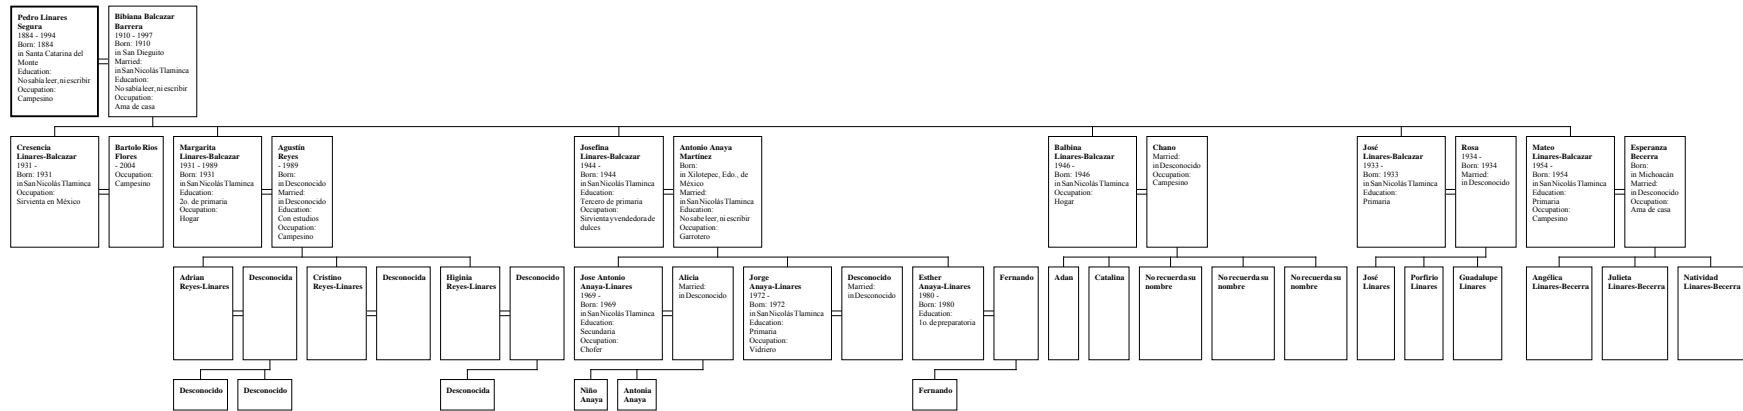 Pedro Linares
Segura
1884 - 1994
Born: 1884
in Santa Catarina del
Monte
Education:
No sabía leer, ni escribir
Occupation:
Campesino
Bibiana Balcazar
Barrera
1910 - 1997
Born: 1910
in San Dieguito
Married:
in San Nicolás Tlaminca
Education:
No sabía leer, ni escribir
Occupation:
Ama de casa
Cresencia
Linares-Balcazar
1931 -
Born: 1931
in San Nicolás Tlaminca
Occupation:
Sirvienta en México
Bartolo Rios
Flores
- 2004
Occupation:
Campesino
Margarita
Linares-Balcazar
1931 - 1989
Born: 1931
in San Nicolás Tlaminca
Education:
2o. de primaria
Occupation:
Hogar
Agustín
Reyes
- 1989
Born:
in Desconocido
Married:
in Desconocido
Education:
Con estudios
Occupation:
Campesino
Josefina
Linares-Balcazar
1944 -
Born: 1944
in San Nicolás Tlaminca
Education:
Tercero de primaria
Occupation:
Sirvienta y vendedora de
dulces
Antonio Anaya
Martínez
Born:
in Xilotepec, Edo., de
México
Married:
in San Nicolás Tlaminca
Education:
No sabe leer, ni escribir
Occupation:
Garrotero
Balbina
Linares-Balcazar
1946 -
Born: 1946
in San Nicolás Tlaminca
Occupation:
Hogar
Chano
Married:
in Desconocido
Occupation:
Campesino
José
Linares-Balcazar
1933 -
Born: 1933
in San Nicolás Tlaminca
Education:
Primaria
Rosa
1934 -
Born: 1934
Married:
in Desconocido
Mateo
Linares-Balcazar
1954 -
Born: 1954
in San Nicolás Tlaminca
Education:
Primaria
Occupation:
Campesino
Esperanza
Becerra
Born:
in Michoacán
Married:
in Desconocido
Occupation:
Ama de casa
Adrian
Reyes-Linares
Desconocida
Cristino
Reyes-Linares
Desconocida
Higinia
Reyes-Linares
Desconocido
Jose Antonio
Anaya-Linares
1969 -
Born: 1969
in San Nicolás Tlaminca
Education:
Secundaria
Occupation:
Chofer
Alicia
Married:
in Desconocido
Jorge
Anaya-Linares
1972 -
Born: 1972
in San Nicolás Tlaminca
Education:
Primaria
Occupation:
Vidriero
Desconocido
Married:
in Desconocido
Esther
Anaya-Linares
1980 -
Born: 1980
Education:
1o. de preparatoria
Fernando
Adan
Catalina
No recuerda su
nombre
No recuerda su
nombre
No recuerda su
nombre
José
Linares
Porfirio
Linares
Guadalupe
Linares
Angélica
Linares-Becerra
Julieta
Linares-Becerra
Natividad
Linares-Becerra
Desconocido
Desconocido
Desconocida
Niño
Anaya
Antonia
Anaya
Fernando